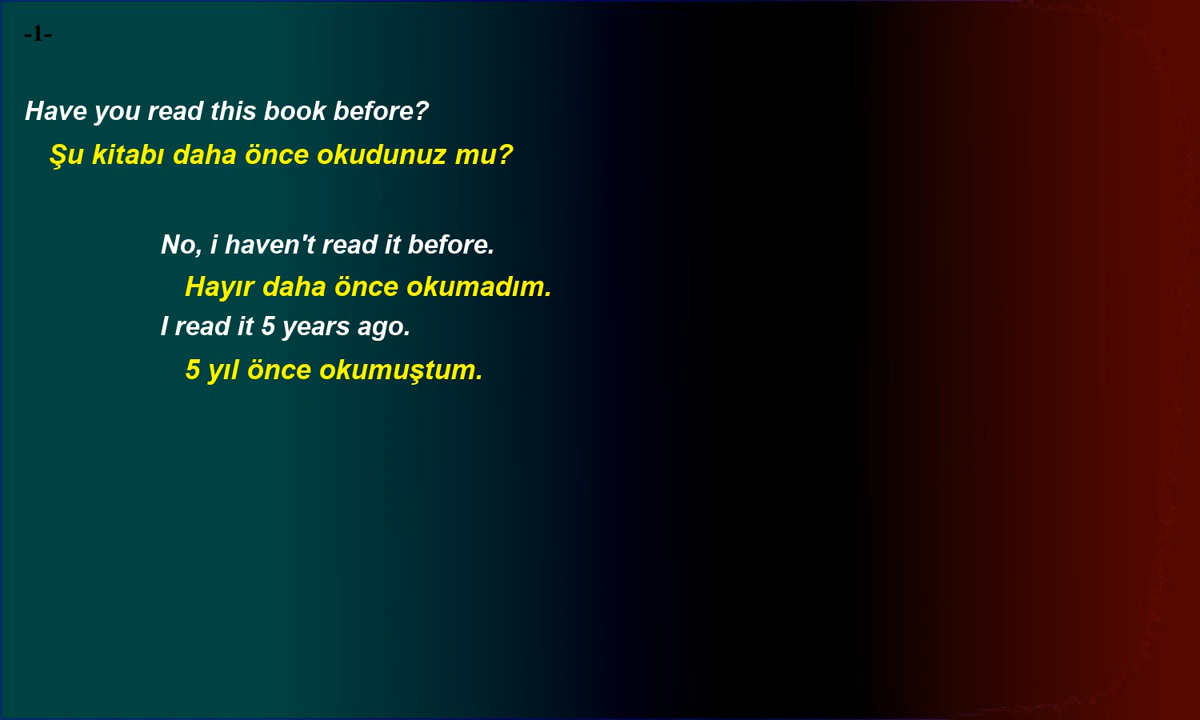 -1-
Have you read this book before?
Şu kitabı daha önce okudunuz mu?
No, i haven't read it before.
Hayır daha önce okumadım.
I read it 5 years ago.
5 yıl önce okumuştum.